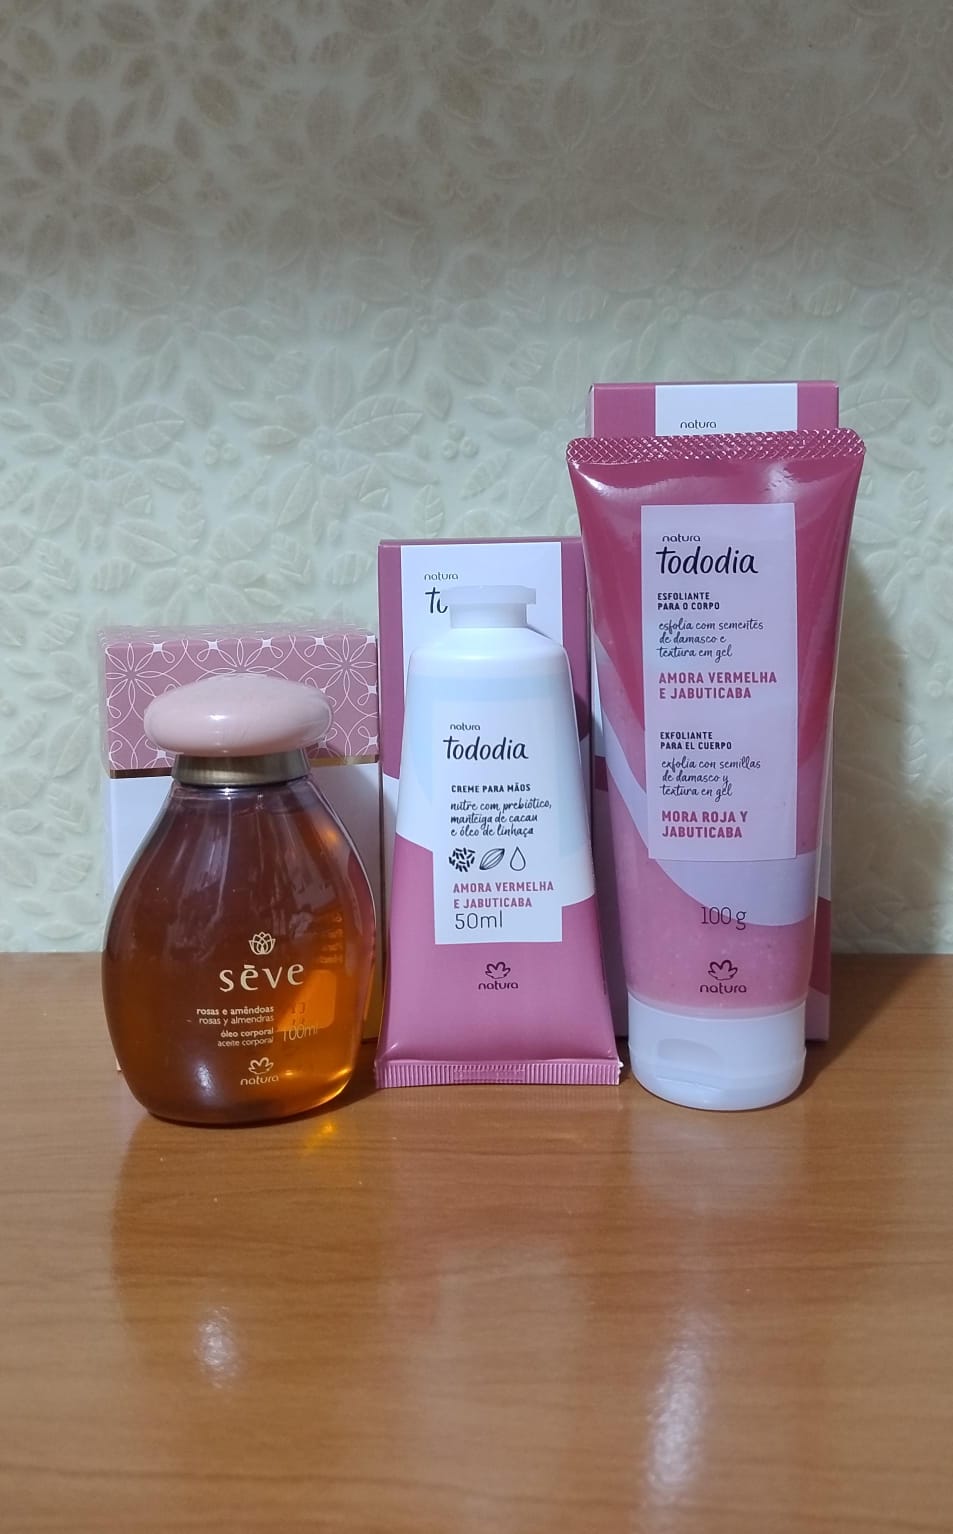 sève
rosas e amêndoas
rosas y almendras
óleo corporal
aceite corporal
100ml
natura
natura
natura
tododia
CREME PARA MÃOS
nutre com prebiótico,
manteiga de cacau
e óleo de linhaça
AMORA VERMELHA
E JABUTICABA
50ml
natura
natura
natura
tododia
ESFOLIANTE
PARA O CORPO
esfolia com sementes
de damasco e
textura em gel
AMORA VERMELHA
E JABUTICABA
EXFOLIANTE
PARA EL CUERPO
exfolia con semillas
de damasco y
textura en gel
MORA ROJA Y
JABUTICABA
100 g
natura